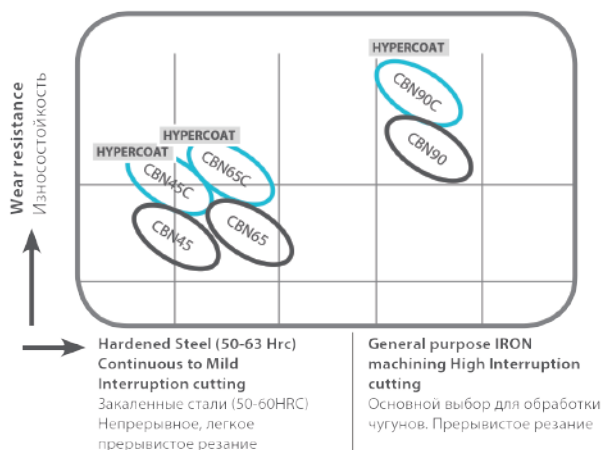 HYPERCOAT
CBN90C
CBN90
HYPERCOAT
HYPERCOAT
CBN65C
CBN45C
CBN65
CBN45
Wear resistance
Износостойкость
Hardened Steel (50-63 Hrc)
Continuous to Mild
Interruption cutting
Закаленные стали (50-60HRC)
Непрерывное, легкое
прерывистое резание
General purpose IRON
machining High Interruption
cutting
Основной выбор для обработки
чугунов. Прерывистое резание